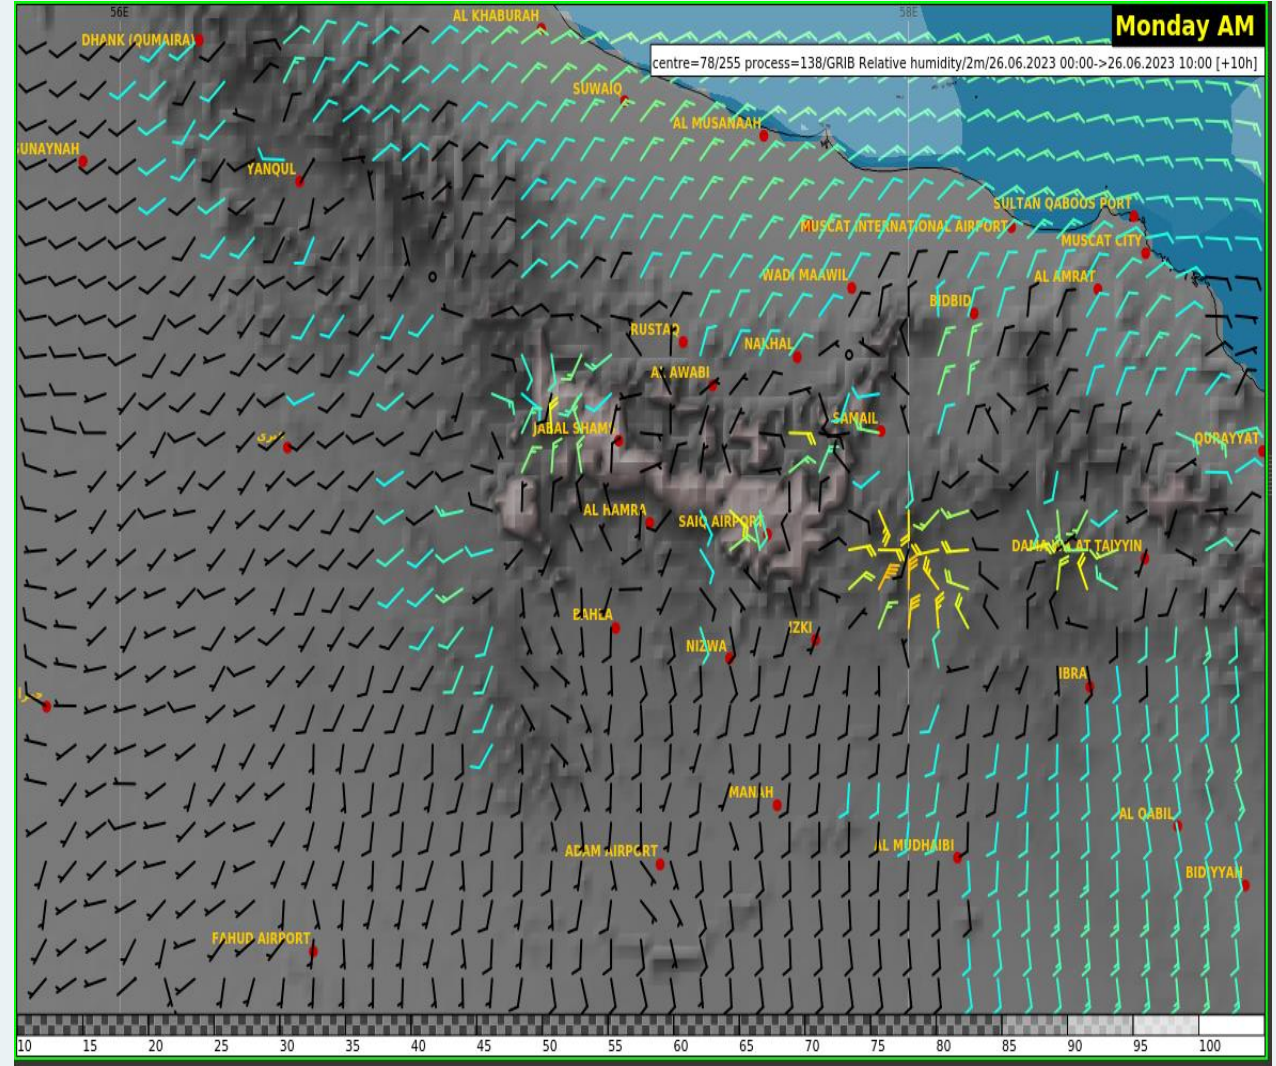 56E
AL KHABURAH
58E
Monday AM
DHANK (QUMAIRA)
centre=78/255 process=138/GRIB Relative humidity/2m/26.06.2023 00:00->26.06.2023 10:00 [+10h]
SUWAIQ
AL MUSANAAH
SUNAYNAH
YANQUL
SULTAN QABOOS PORT
MUSCAT INTERNATIONAL AIRPORT
MUSCAT CITY
WADI MAAWIL
AL AMRAT
BIDBID
RUSTAQ
NAKHAL
AL AWABI
SAMAIL
JABAL SHAMS
عبري
QURAYYAT
AL HAMRA
SAIQ AIRPORT
BAHLA
IZKI
NIZWA
IBRA
MANAH
AL QABIL
AL MUDHAIBI
ADAM AIRPORT
BIDIYYAH
FAHUD AIRPORT
10 15 20 25 30 35 40 45 50 55 60 65 70 75 80 85 90 95 100